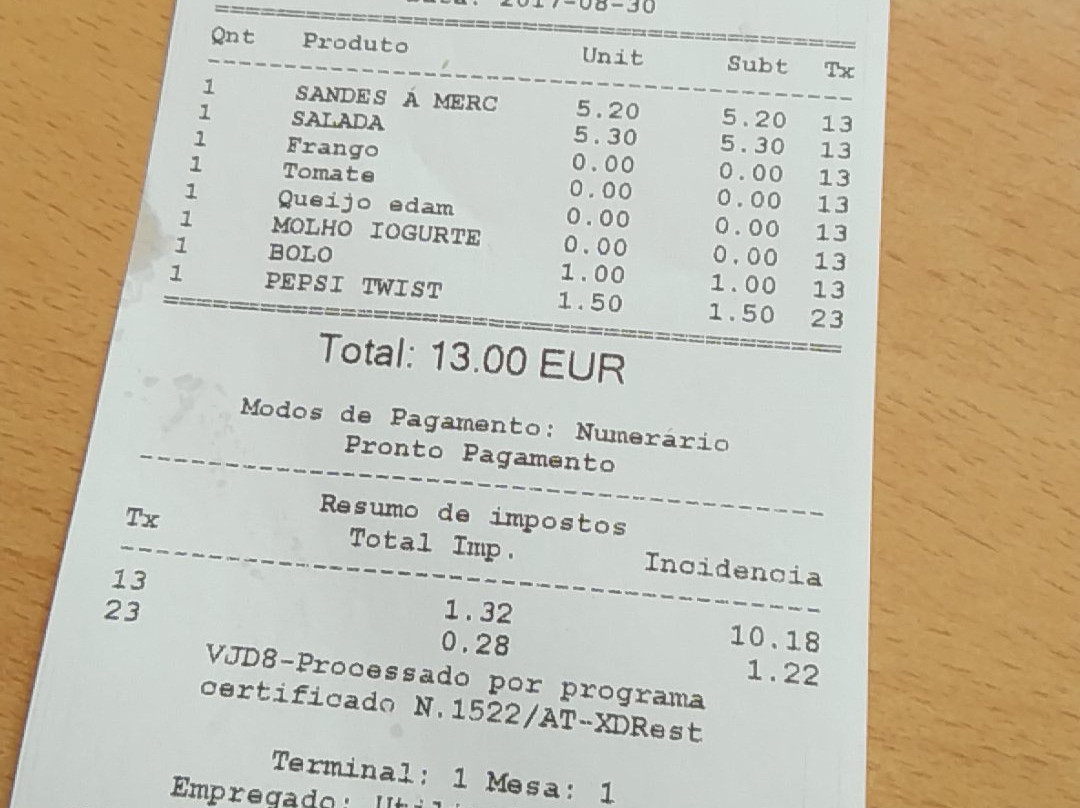 2017-08-30
Qnt Produto Unit Subt Tx
1 SANDES Á MERC 5.20 5.20 13
1 SALADA 5.30 5.30 13
1 Frango 0.00 0.00 13
1 Tomate 0.00 0.00 13
1 Queijo edam 0.00 0.00 13
1 MOLHO IOGURTE 0.00 0.00 13
1 BOLO 1.00 1.00 13
1 PEPSI TWIST 1.50 1.50 23
Total: 13.00 EUR
Modos de Pagamento: Numerário
Pronto Pagamento
Resumo de impostos
Tx Total Imp. Incidencia
13 1.32 10.18
23 0.28 1.22
VJD8-Processado por programa
certificado N.1522/AT-XDRest
Terminal: 1 Mesa: 1
Empregado: